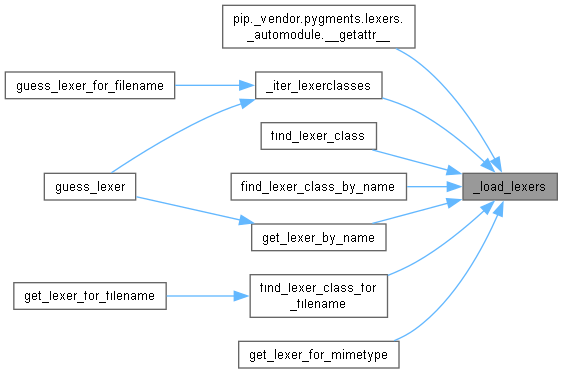 pip._vendor.pygments.lexers.
_automodule.__getattr__
guess_lexer_for_filename
_iter_lexerclasses
find_lexer_class
guess_lexer
find_lexer_class_by_name
_load_lexers
get_lexer_by_name
get_lexer_for_filename
find_lexer_class_for
_filename
get_lexer_for_mimetype